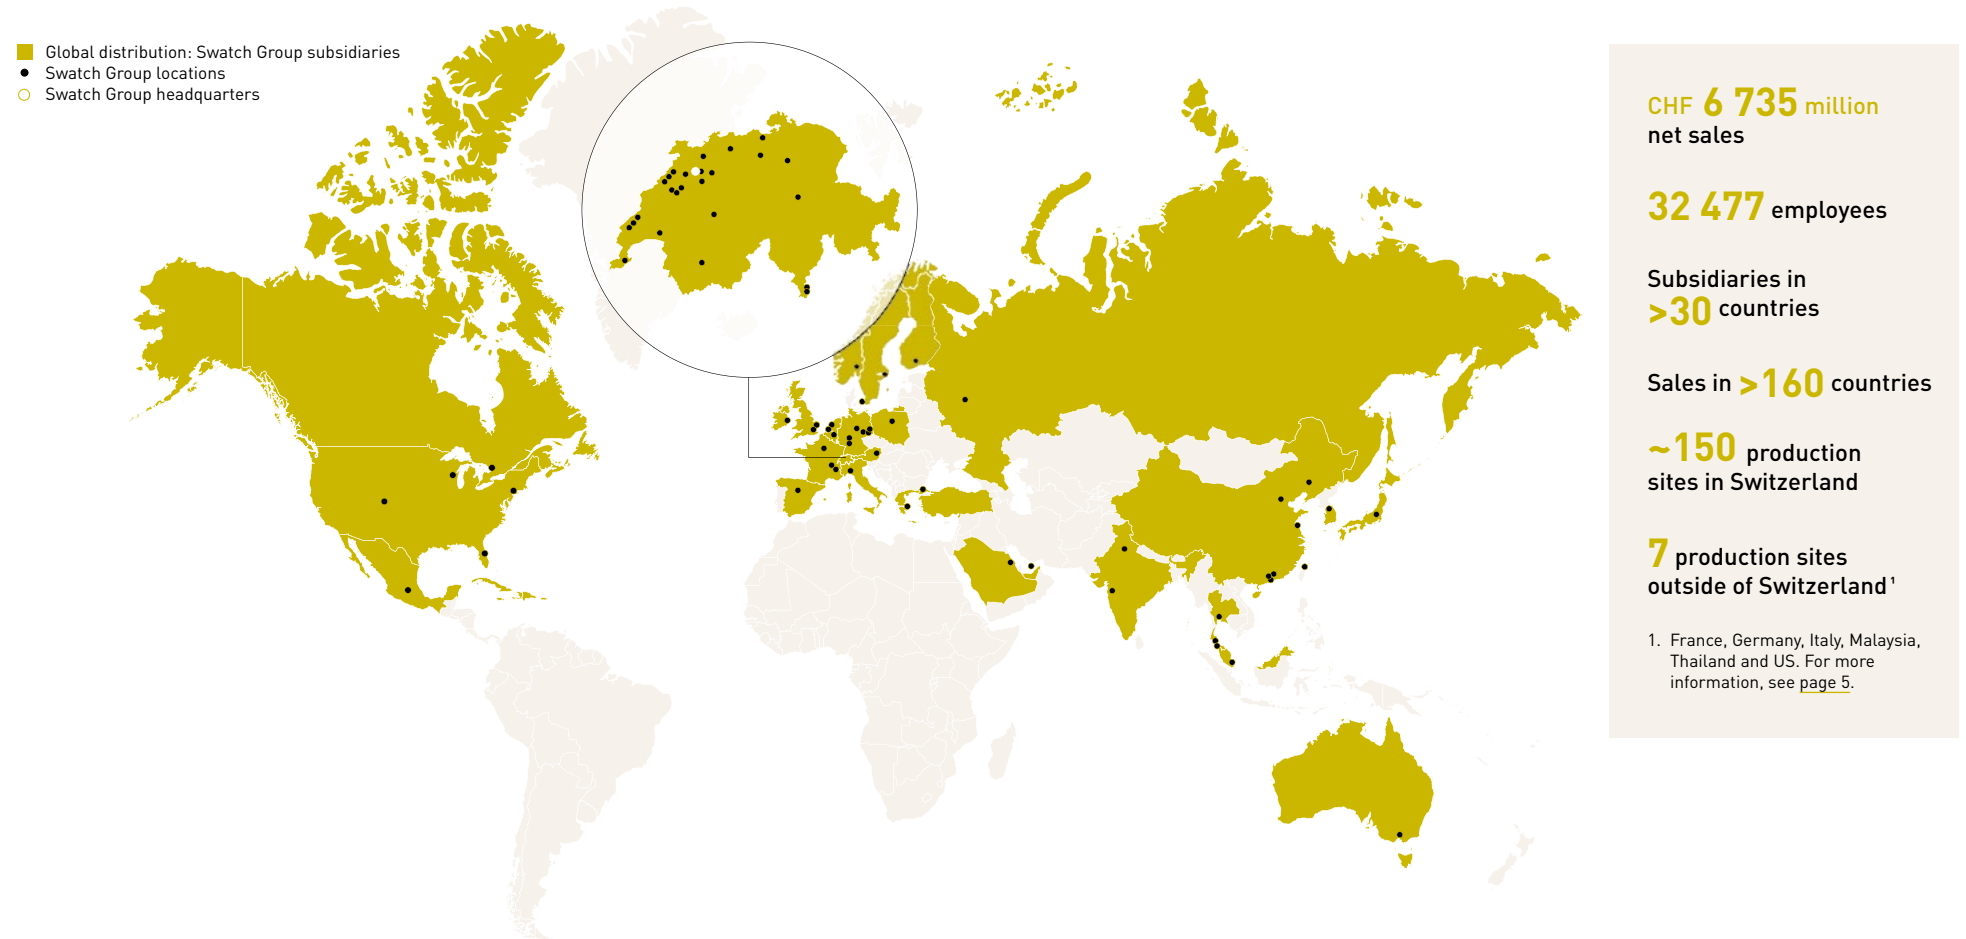 Global distribution: Swatch Group subsidiaries
Swatch Group locations
Swatch Group headquarters
CHF 6 735 million
net sales
32 477 employees
Subsidiaries in
>30 countries
Sales in >160 countries
~150 production
sites in Switzerland
7 production sites
outside of Switzerland¹
1. France, Germany, Italy, Malaysia,
Thailand and US. For more
information, see page 5.